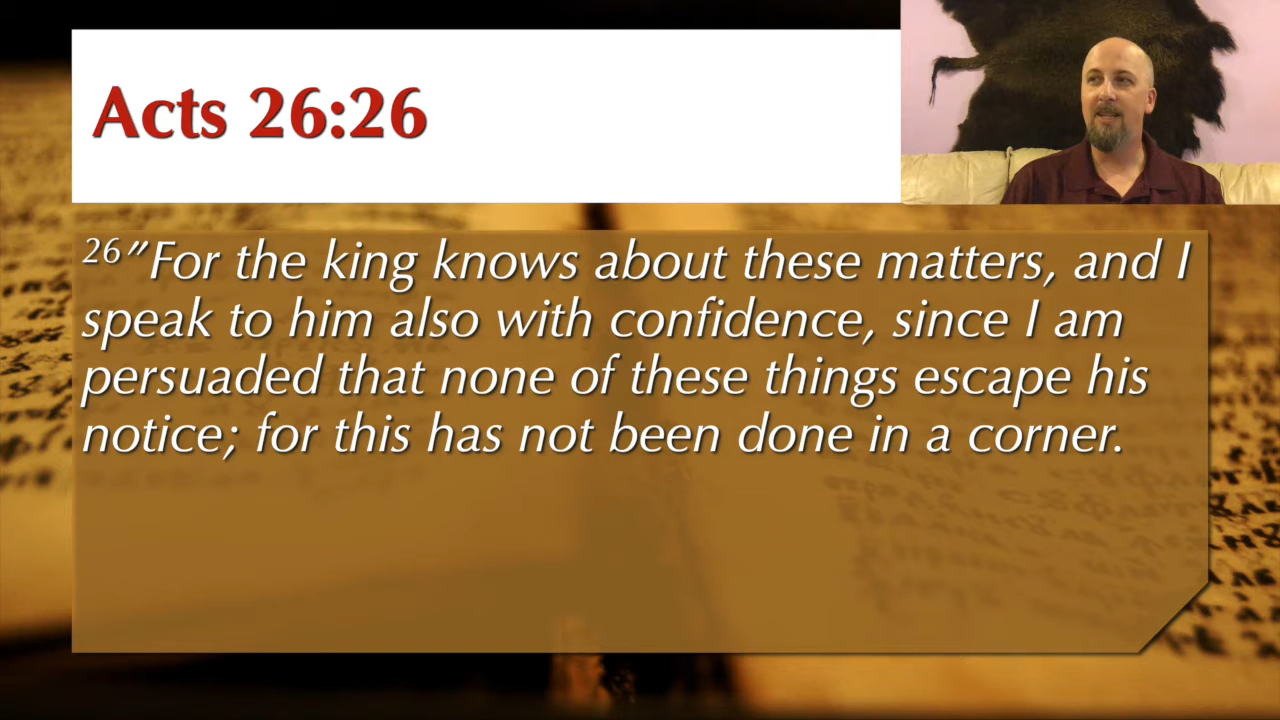 Acts 26:26
26″For the king knows about these matters, and I
speak to him also with confidence, since I am
persuaded that none of these things escape his
notice; for this has not been done in a corner.